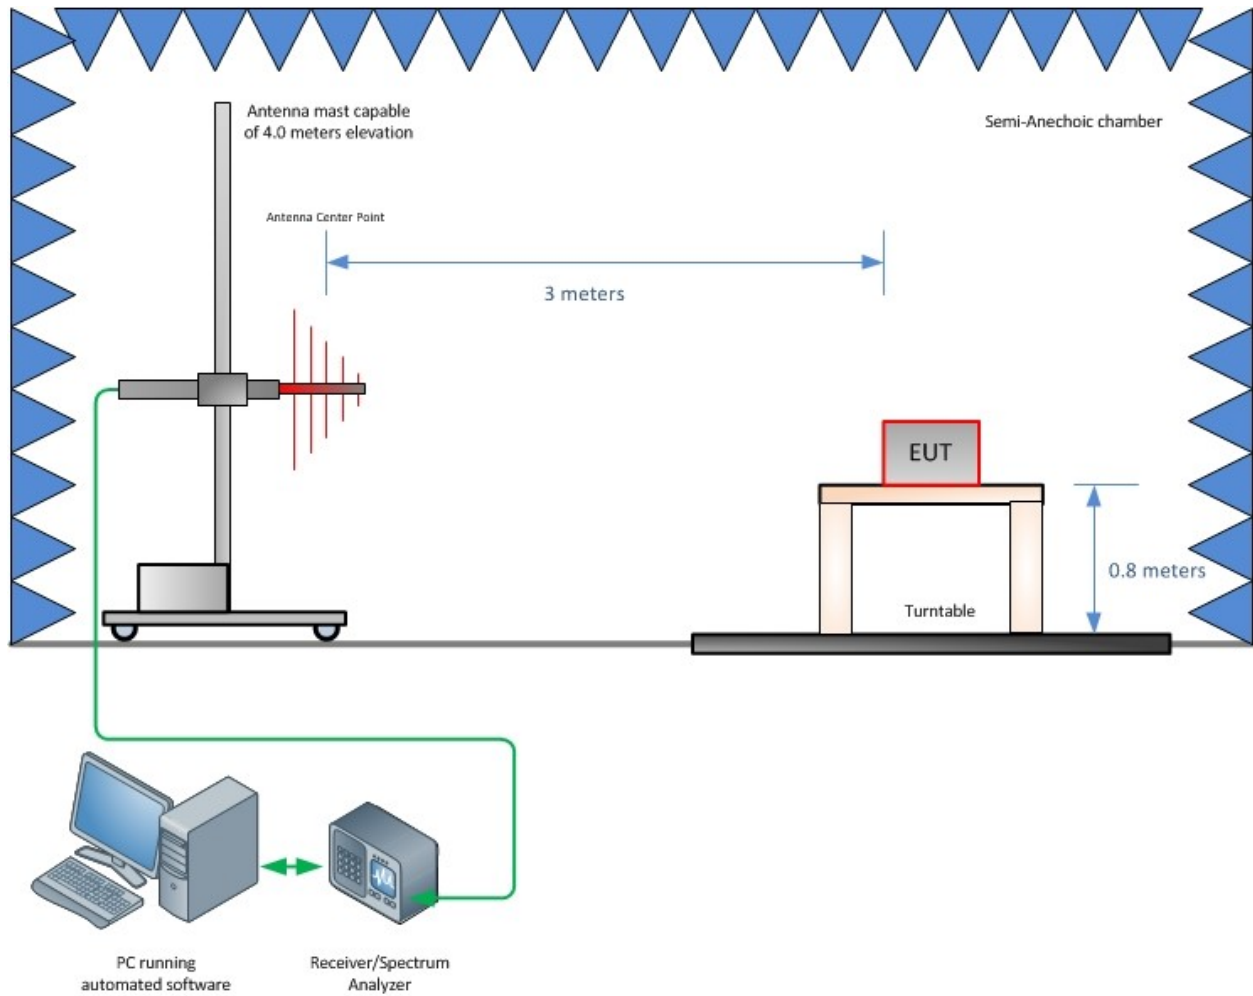 Antenna mast capable
of 4.0 meters elevation
Semi-Anechoic chamber
Antenna Center Point
3 meters
EUT
0.8 meters
Turntable
PC running
automated software
Receiver/Spectrum
Analyzer